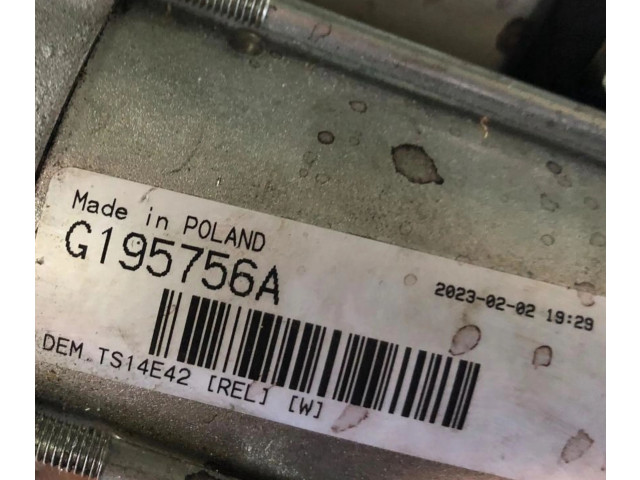 Made in POLAND
G195756A
2023-02-02 19:29
DEM TS14E42 [REL] [W]